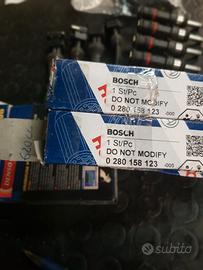 BOSCH
1 St/Pc
DO NOT MODIFY
0 280 158 123
BOSCH
1 St/Pc
DO NOT MODIFY
0 280 158 123
subito